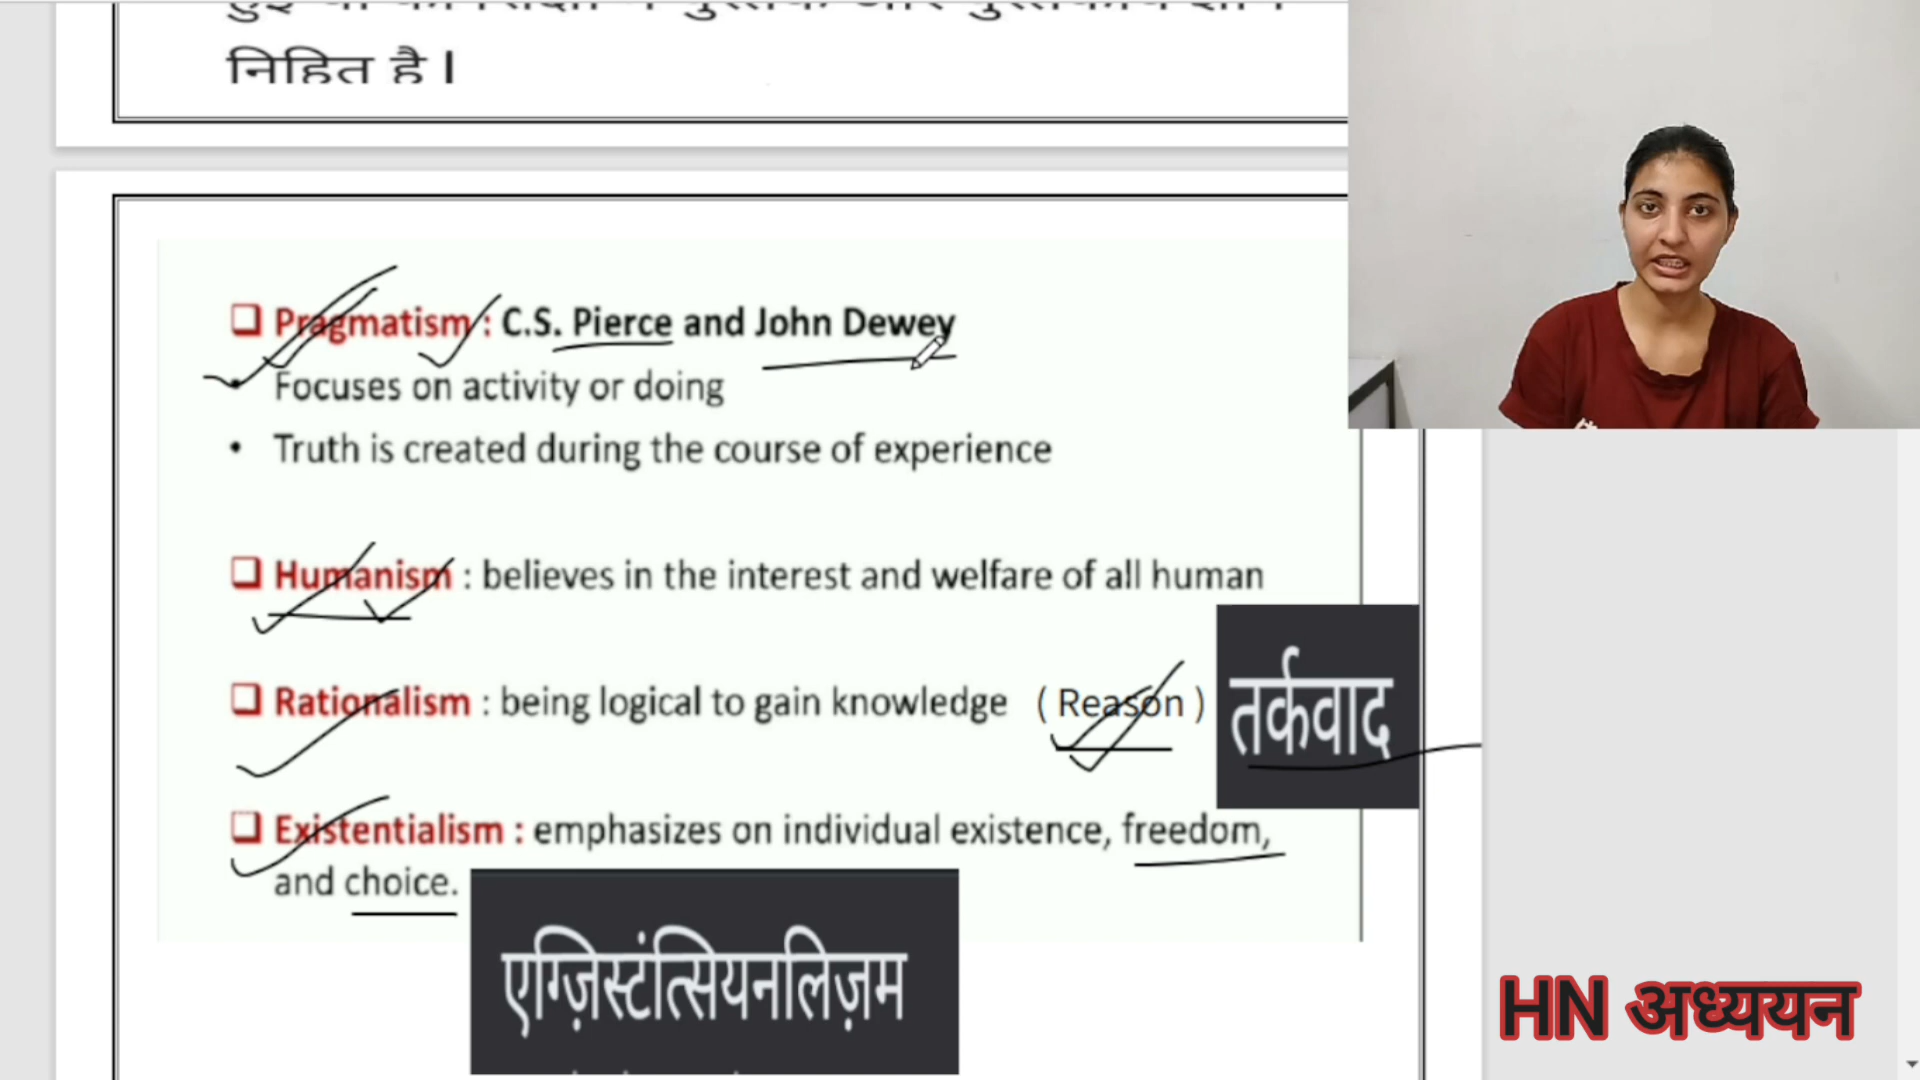 निहित है ।
❑ Pragmatism : C.S. Pierce and John Dewey
• Focuses on activity or doing
• Truth is created during the course of experience
❑ Humanism : believes in the interest and welfare of all human
❑ Rationalism : being logical to gain knowledge ( Reason )
तर्कवाद
❑ Existentialism : emphasizes on individual existence, freedom,
and choice.
एग्ज़िस्टंत्सियनलिज़म
HN अध्ययन